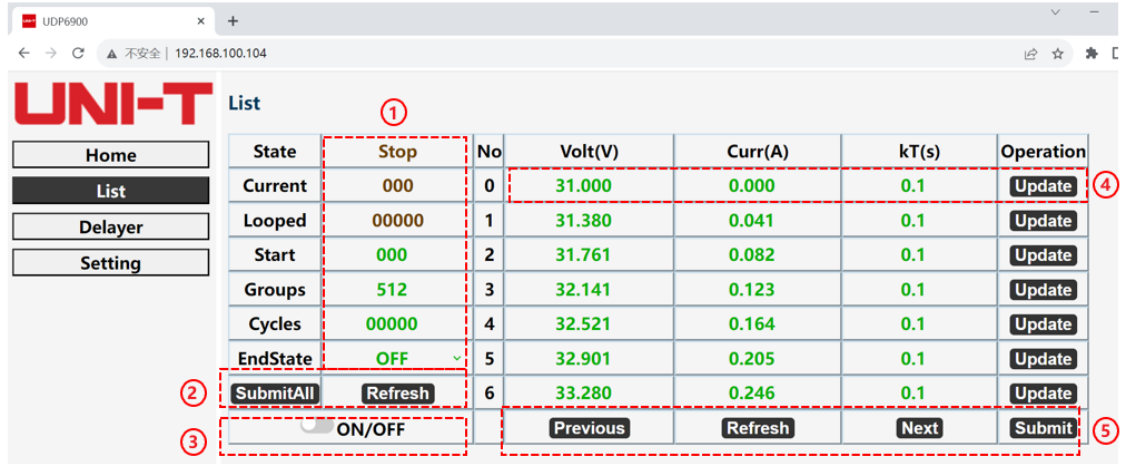 UNI-T UDP6900
不安全 192.168.100.104
UNI-T
List
①
Home
List
Delayer
Setting
State Stop No Volt(V) Curr(A) kT(s) Operation
Current 000 0 31.000 0.000 0.1 Update ④
Looped 00000 1 31.380 0.041 0.1 Update
Start 000 2 31.761 0.082 0.1 Update
Groups 512 3 32.141 0.123 0.1 Update
Cycles 00000 4 32.521 0.164 0.1 Update
EndState OFF 5 32.901 0.205 0.1 Update
② SubmitAll Refresh 6 33.280 0.246 0.1 Update
③ ON/OFF Previous Refresh Next Submit ⑤